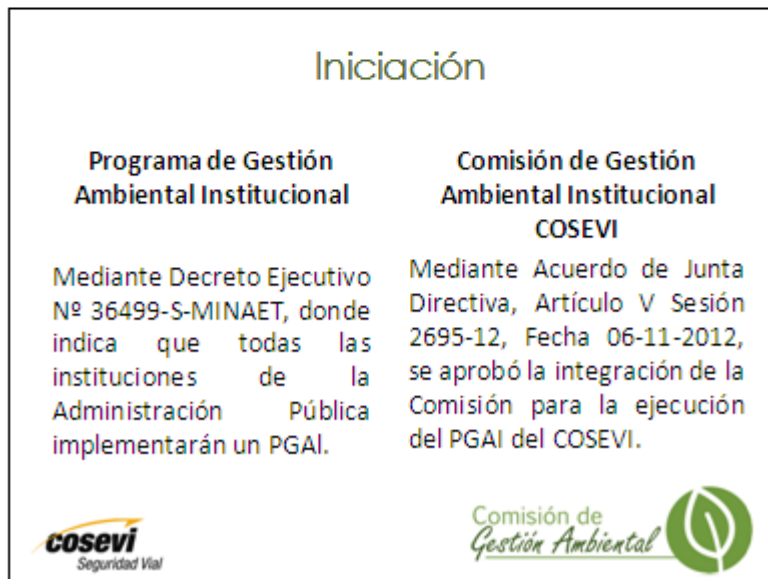 Iniciación
Programa de Gestión
Ambiental Institucional
Mediante Decreto Ejecutivo
Nº 36499-S-MINAET, donde
indica que todas las
instituciones de la
Administración Pública
implementarán un PGAl.
Comisión de Gestión
Ambiental Institucional
COSEVI
Mediante Acuerdo de Junta
Directiva, Artículo V Sesión
2695-12, Fecha 06-11-2012,
se aprobó la integración de la
Comisión para la ejecución
del PGAI del COSEVI.
cosevi
Seguridad Vial
Comisión de
Gestión Ambiental